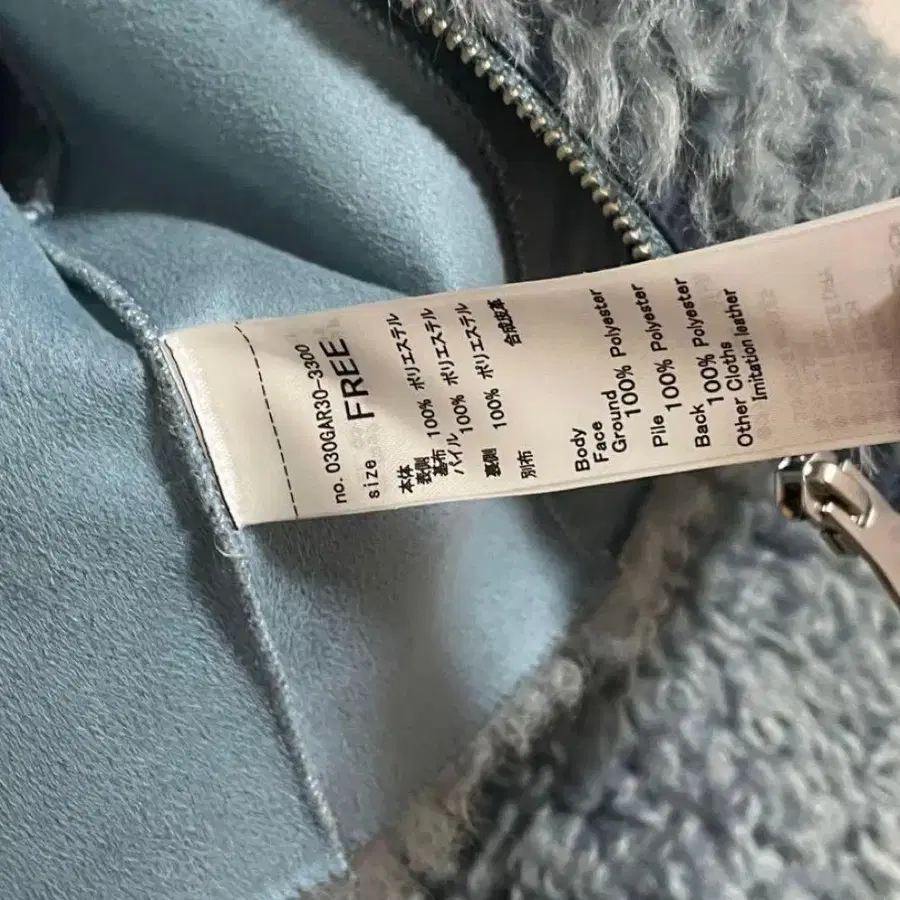 no. 030GAR30-3300
size FREE
本体
表側
基布 100% ポリエステル
パイル 100% ポリエステル
裏側 100% ポリエステル
別布 合成皮革
Body
Face
Ground 100% Polyester
Pile 100% Polyester
Back 100% Polyester
Other Cloths
Imitation leather